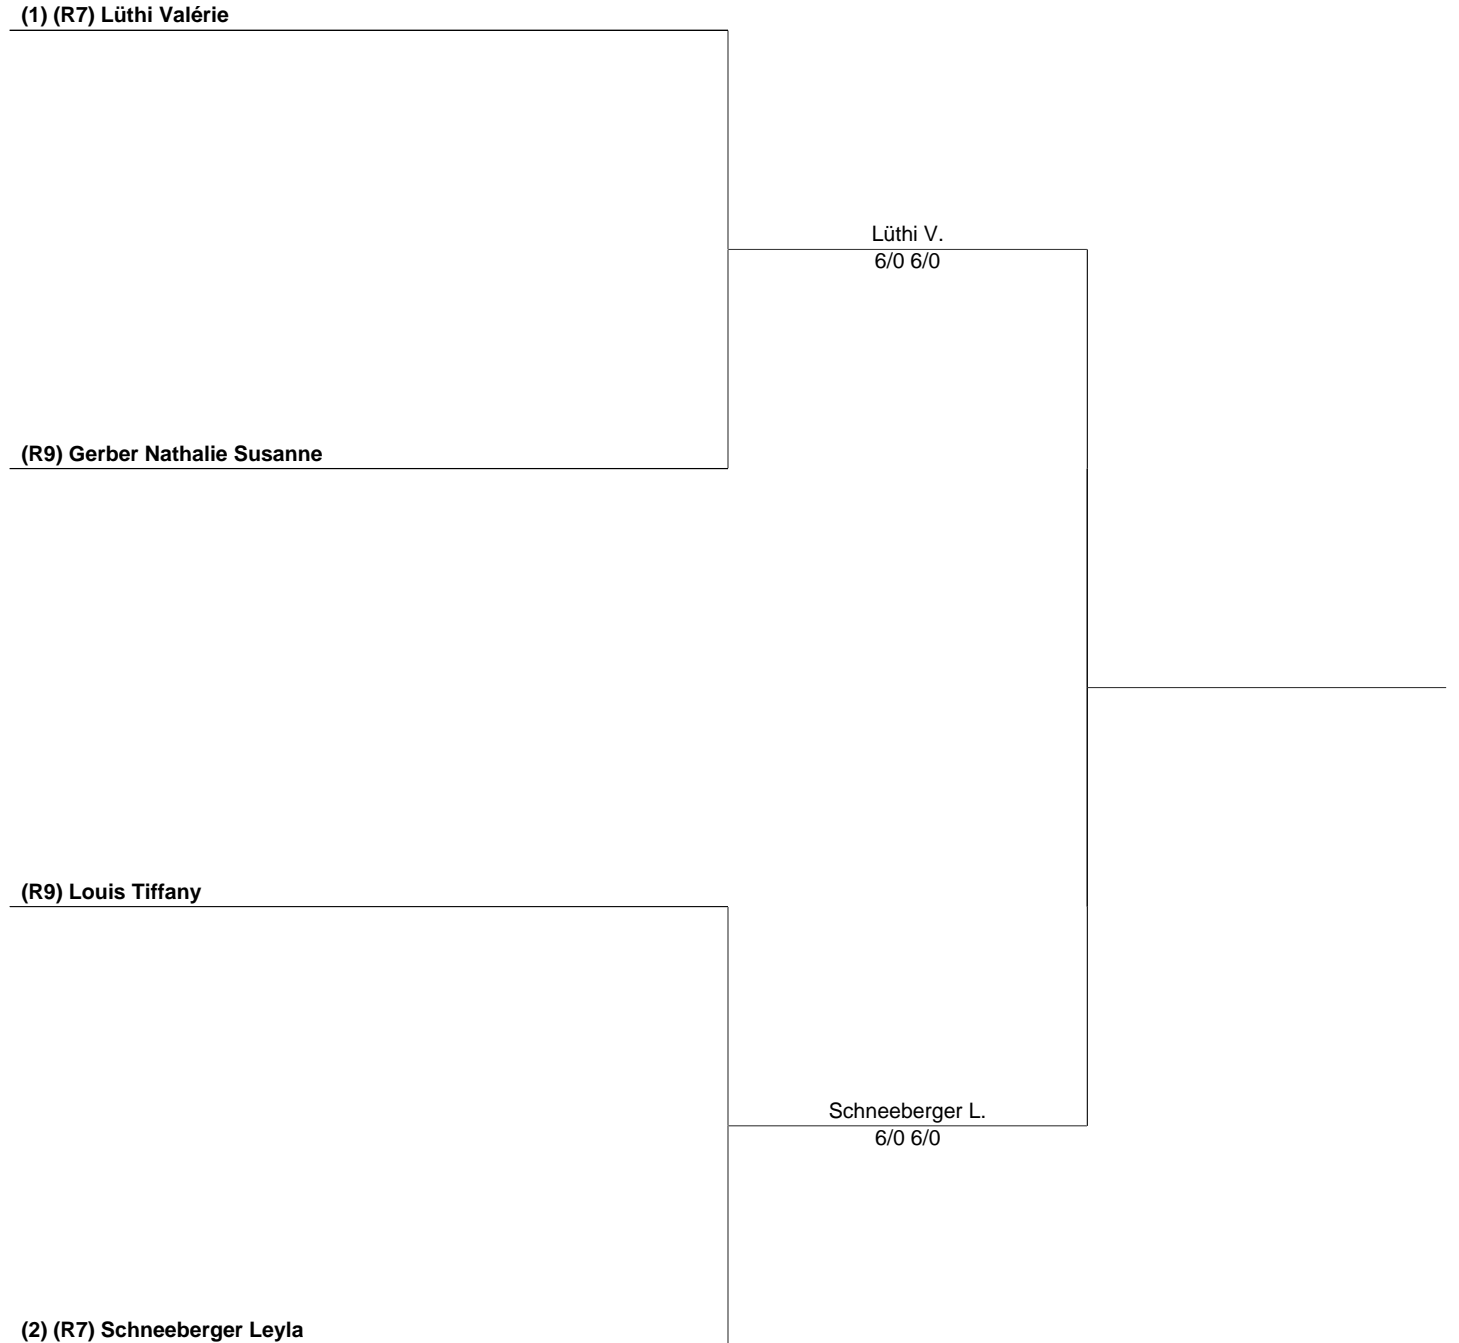 (1) (R7) Lüthi Valérie
Lüthi V.
6/0 6/0
(R9) Gerber Nathalie Susanne
(R9) Louis Tiffany
Schneeberger L.
6/0 6/0
(2) (R7) Schneeberger Leyla